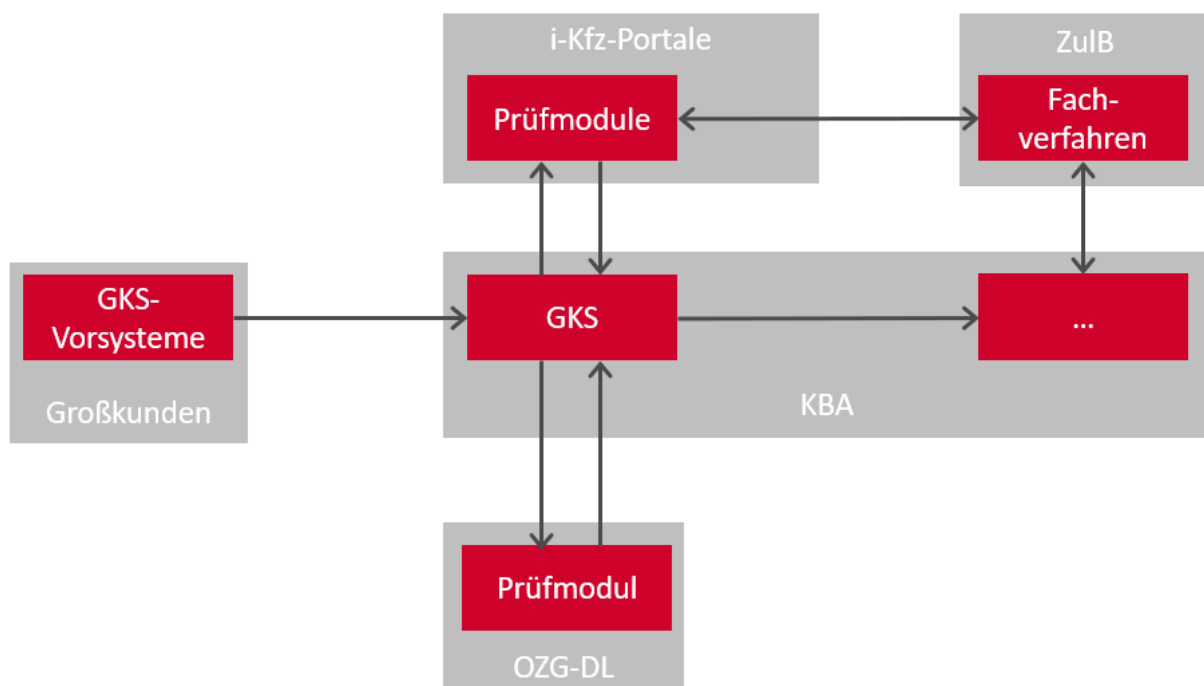 i-Kfz-Portale
Prüfmodule
ZulB
Fach-
verfahren
GKS-
Vorsysteme
Großkunden
GKS
...
KBA
Prüfmodul
OZG-DL